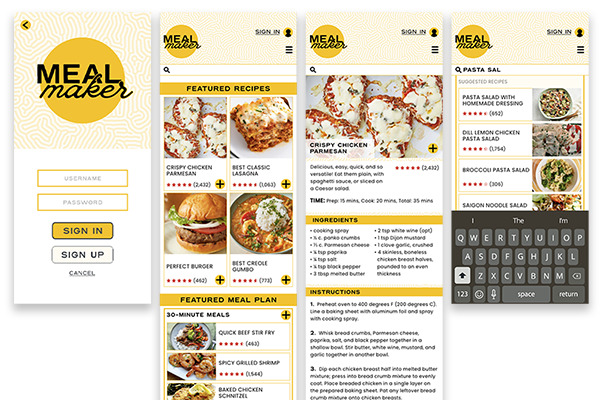 MEAL
maker
USERNAME
PASSWORD
SIGN IN
SIGN UP
CANCEL
MEAL
maker
SIGN IN
FEATURED RECIPES
CRISPY CHICKEN
PARMESAN
(2,432)
BEST CLASSIC
LASAGNA
(1,063)
PERFECT BURGER
(462)
BEST CREOLE
GUMBO
(773)
FEATURED MEAL PLAN
30-MINUTE MEALS
QUICK BEEF STIR FRY
(463)
SPICY GRILLED SHRIMP
(1,544)
BAKED CHICKEN
SCHNITZEL
MEAL
maker
SIGN IN
CRISPY CHICKEN
PARMESAN
Delicious, easy, quick, and so
versatile! Eat them plain, with
spaghetti sauce, or sliced on
a Caesar salad.
(2,432)
TIME: Prep: 15 mins, Cook: 20 mins, Total: 35 mins
INGREDIENTS
• cooking spray
• ½ c. panko crumbs
• ½ c. Parmesan cheese
• ¼ tsp paprika
• ¼ tsp salt
• ¼ tsp black pepper
• 3 tbsp melted butter
• 2 tsp white wine (opt)
• 1 tbsp Dijon mustard
• 1 clove garlic, crushed
• 4 skinless, boneless
chicken breast halves,
pounded to an even
thickness
INSTRUCTIONS
1. Preheat oven to 400 degrees F (200 degrees C).
Line a baking sheet with aluminum foil and spray
with cooking spray.
2. Whisk bread crumbs, Parmesan cheese,
paprika, salt, and black pepper together in a
shallow bowl. Stir butter, white wine, mustard, and
garlic together in another bowl.
3. Dip each chicken breast half into melted butter
mixture; press into bread crumb mixture to evenly
coat. Place breaded chicken in a single layer on
the prepared baking sheet. Pat any leftover bread
crumb mixture onto chicken breasts.
MEAL
maker
SIGN IN
PASTA SAL
SUGGESTED RECIPES
PASTA SALAD WITH
HOMEMADE DRESSING
(852)
DILL LEMON CHICKEN
PASTA SALAD
(1,754)
BROCCOLI PASTA SALAD
(306)
SAIGON NOODLE SALAD
I The I'm
Q W E R T Y U I O P
A S D F G H J K L
Z X C V B N M
123 space return